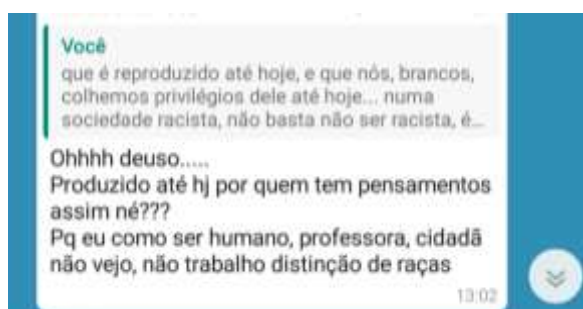 Você
que é reproduzido até hoje, e que nós, brancos,
colhemos privilégios dele até hoje... numa
sociedade racista, não basta não ser racista, é...
Ohhhh deuso.....
Produzido até hj por quem tem pensamentos
assim né???
Pq eu como ser humano, professora, cidadã
não vejo, não trabalho distinção de raças
13:02